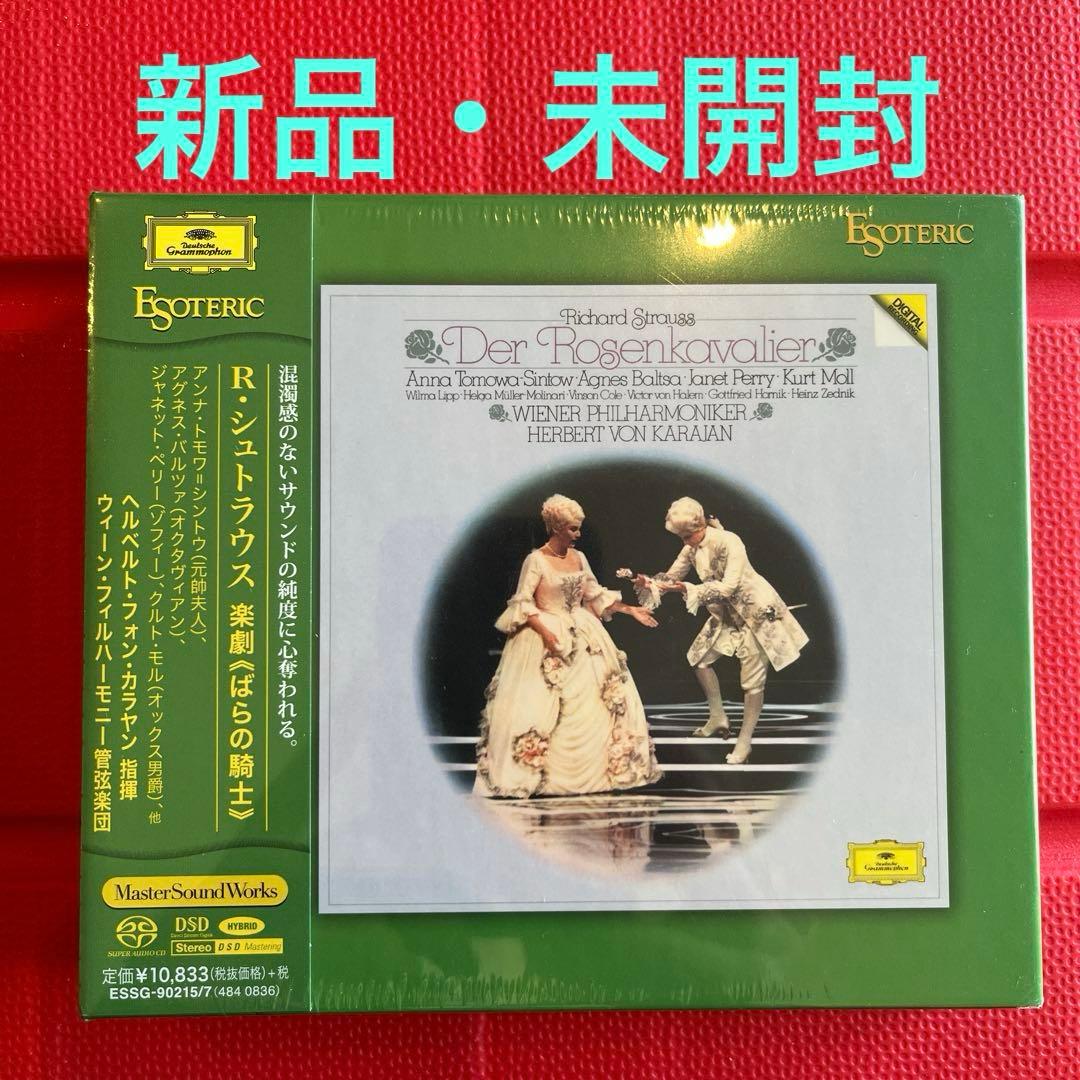 新品・未開封
Deutsche
Grammophon
ESOTERIC
混濁感のないサウンドの純度に心奪われる。
R・シュトラウス 楽劇《ばらの騎士》
アンナ・トモワ=シントウ(元帥夫人)、
アグネス・バルツァ(オクタヴィアン)、
ジャネット・ペリー(ゾフィー)、クルト・モル(オックス男爵)、他
ヘルベルト・フォン・カラヤン 指揮
ウィーン・フィルハーモニー管弦楽団
MasterSoundWorks
SUPER AUDIO CD
DSD
Direct Stream Digital
HYBRID
Stereo DSD Mastering
定価¥10,833(税抜価格)+税
ESSG-90215/7(484 0836)
ESOTERIC
DIGITAL
RECORDING
Richard Strauss
Der Rosenkavalier
Anna Tomowa-Sintow・Agnes Baltsa・Janet Perry・Kurt Moll
Wilma Lipp・Helga Müller Molinari・Vinson Cole・Victor von Halem・Gottfried Hornik・Heinz Zednik
WIENER PHILHARMONIKER
HERBERT VON KARAJAN
Deutsche
Grammophon